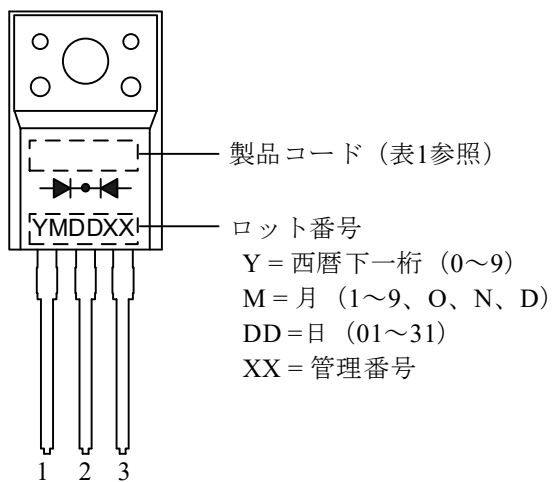 製品コード（表1参照）
YMDDXX
ロット番号
Y = 西暦下一桁（0～9）
M = 月（1～9、O、N、D）
DD =日（01～31）
XX = 管理番号
1 2 3